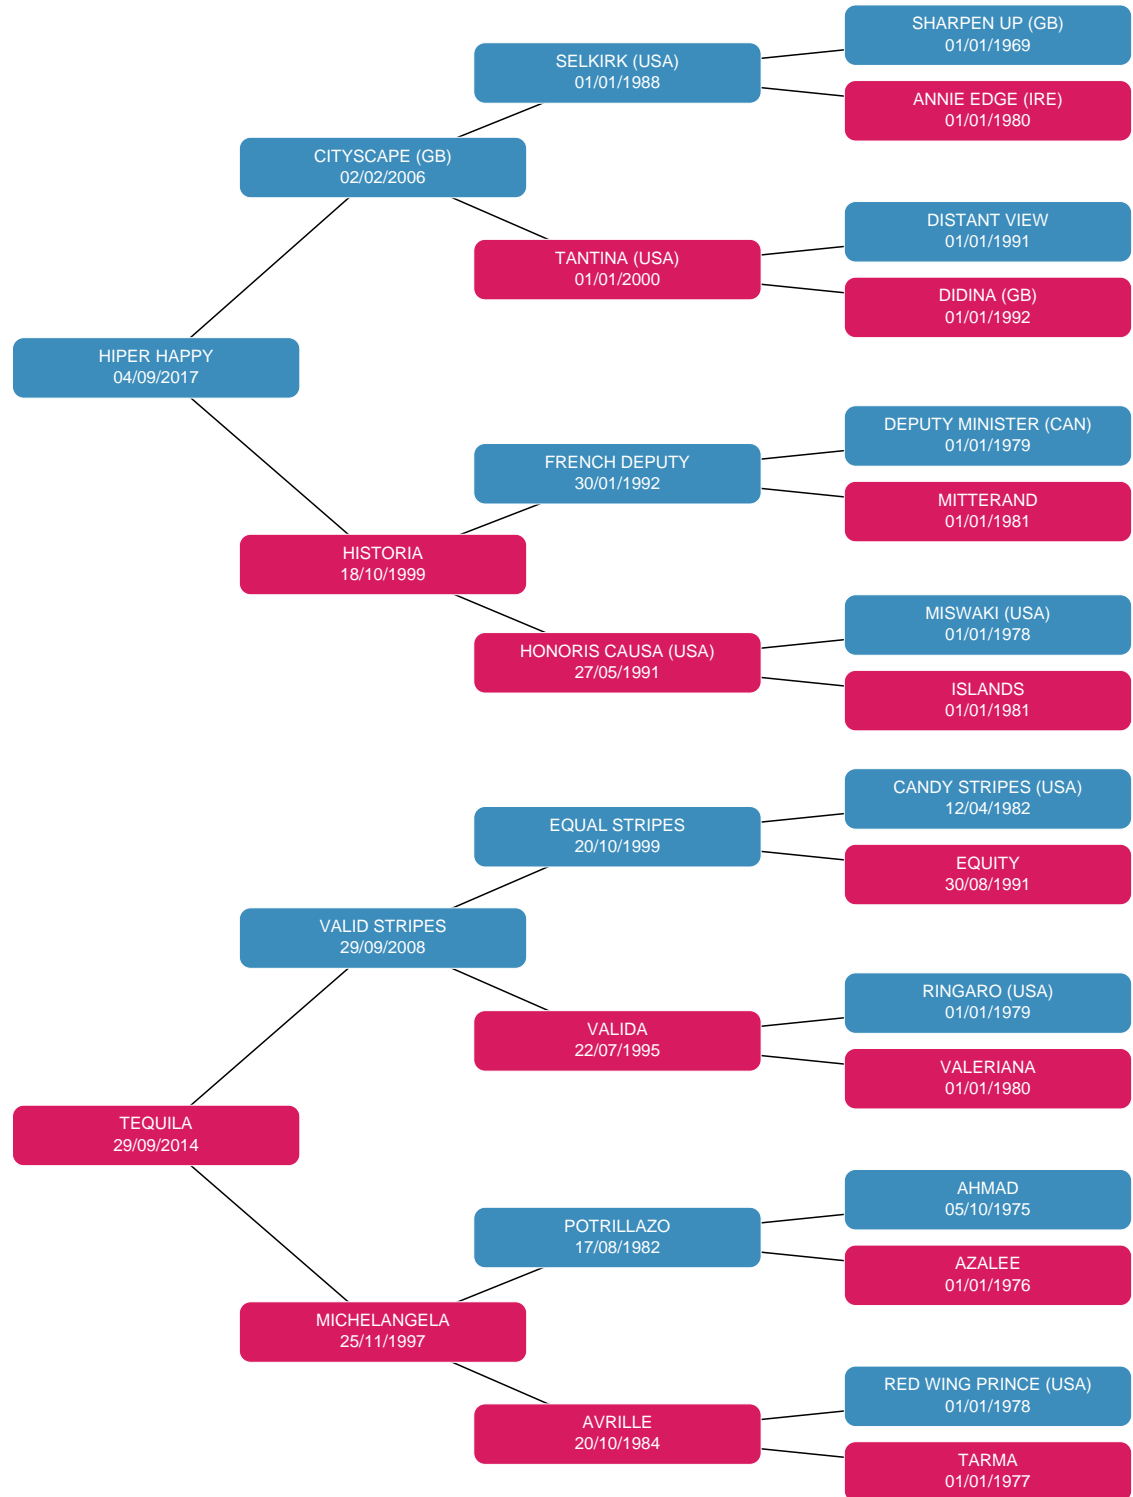 SHARPEN UP (GB)
01/01/1969
SELKIRK (USA)
01/01/1988
ANNIE EDGE (IRE)
01/01/1980
CITYSCAPE (GB)
02/02/2006
DISTANT VIEW
01/01/1991
TANTINA (USA)
01/01/2000
DIDINA (GB)
01/01/1992
HIPER HAPPY
04/09/2017
DEPUTY MINISTER (CAN)
01/01/1979
FRENCH DEPUTY
30/01/1992
MITTERAND
01/01/1981
HISTORIA
18/10/1999
MISWAKI (USA)
01/01/1978
HONORIS CAUSA (USA)
27/05/1991
ISLANDS
01/01/1981
CANDY STRIPES (USA)
12/04/1982
EQUAL STRIPES
20/10/1999
EQUITY
30/08/1991
VALID STRIPES
29/09/2008
RINGARO (USA)
01/01/1979
VALIDA
22/07/1995
VALERIANA
01/01/1980
TEQUILA
29/09/2014
AHMAD
05/10/1975
POTRILLAZO
17/08/1982
AZALEE
01/01/1976
MICHELANGELA
25/11/1997
RED WING PRINCE (USA)
01/01/1978
AVRILLE
20/10/1984
TARMA
01/01/1977